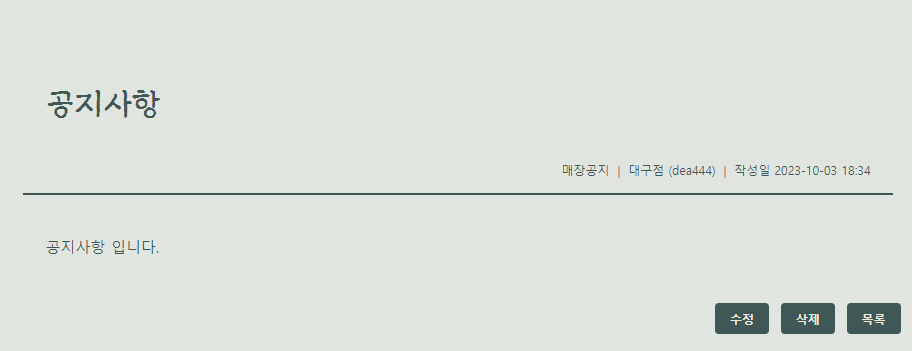 공지사항
매장공지 | 대구점 (dea444) | 작성일 2023-10-03 18:34
공지사항 입니다.
수정 삭제 목록